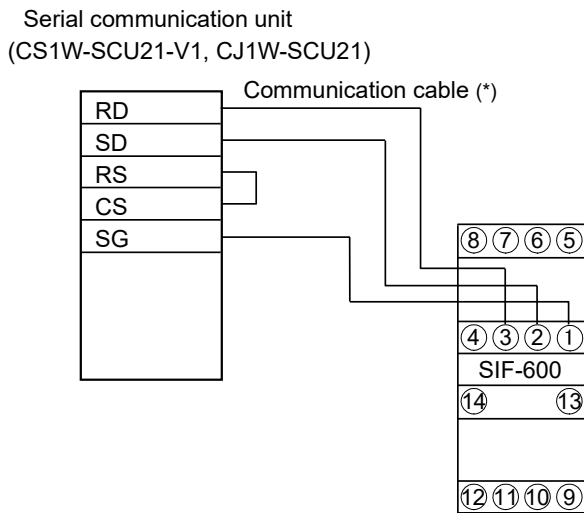 Serial communication unit
(CS1W-SCU21-V1, CJ1W-SCU21)
Communication cable (*)
RD
SD
RS
CS
SG
⑧⑦⑥⑤
④③②①
SIF-600
⑭ ⑬
⑫⑪⑩⑨